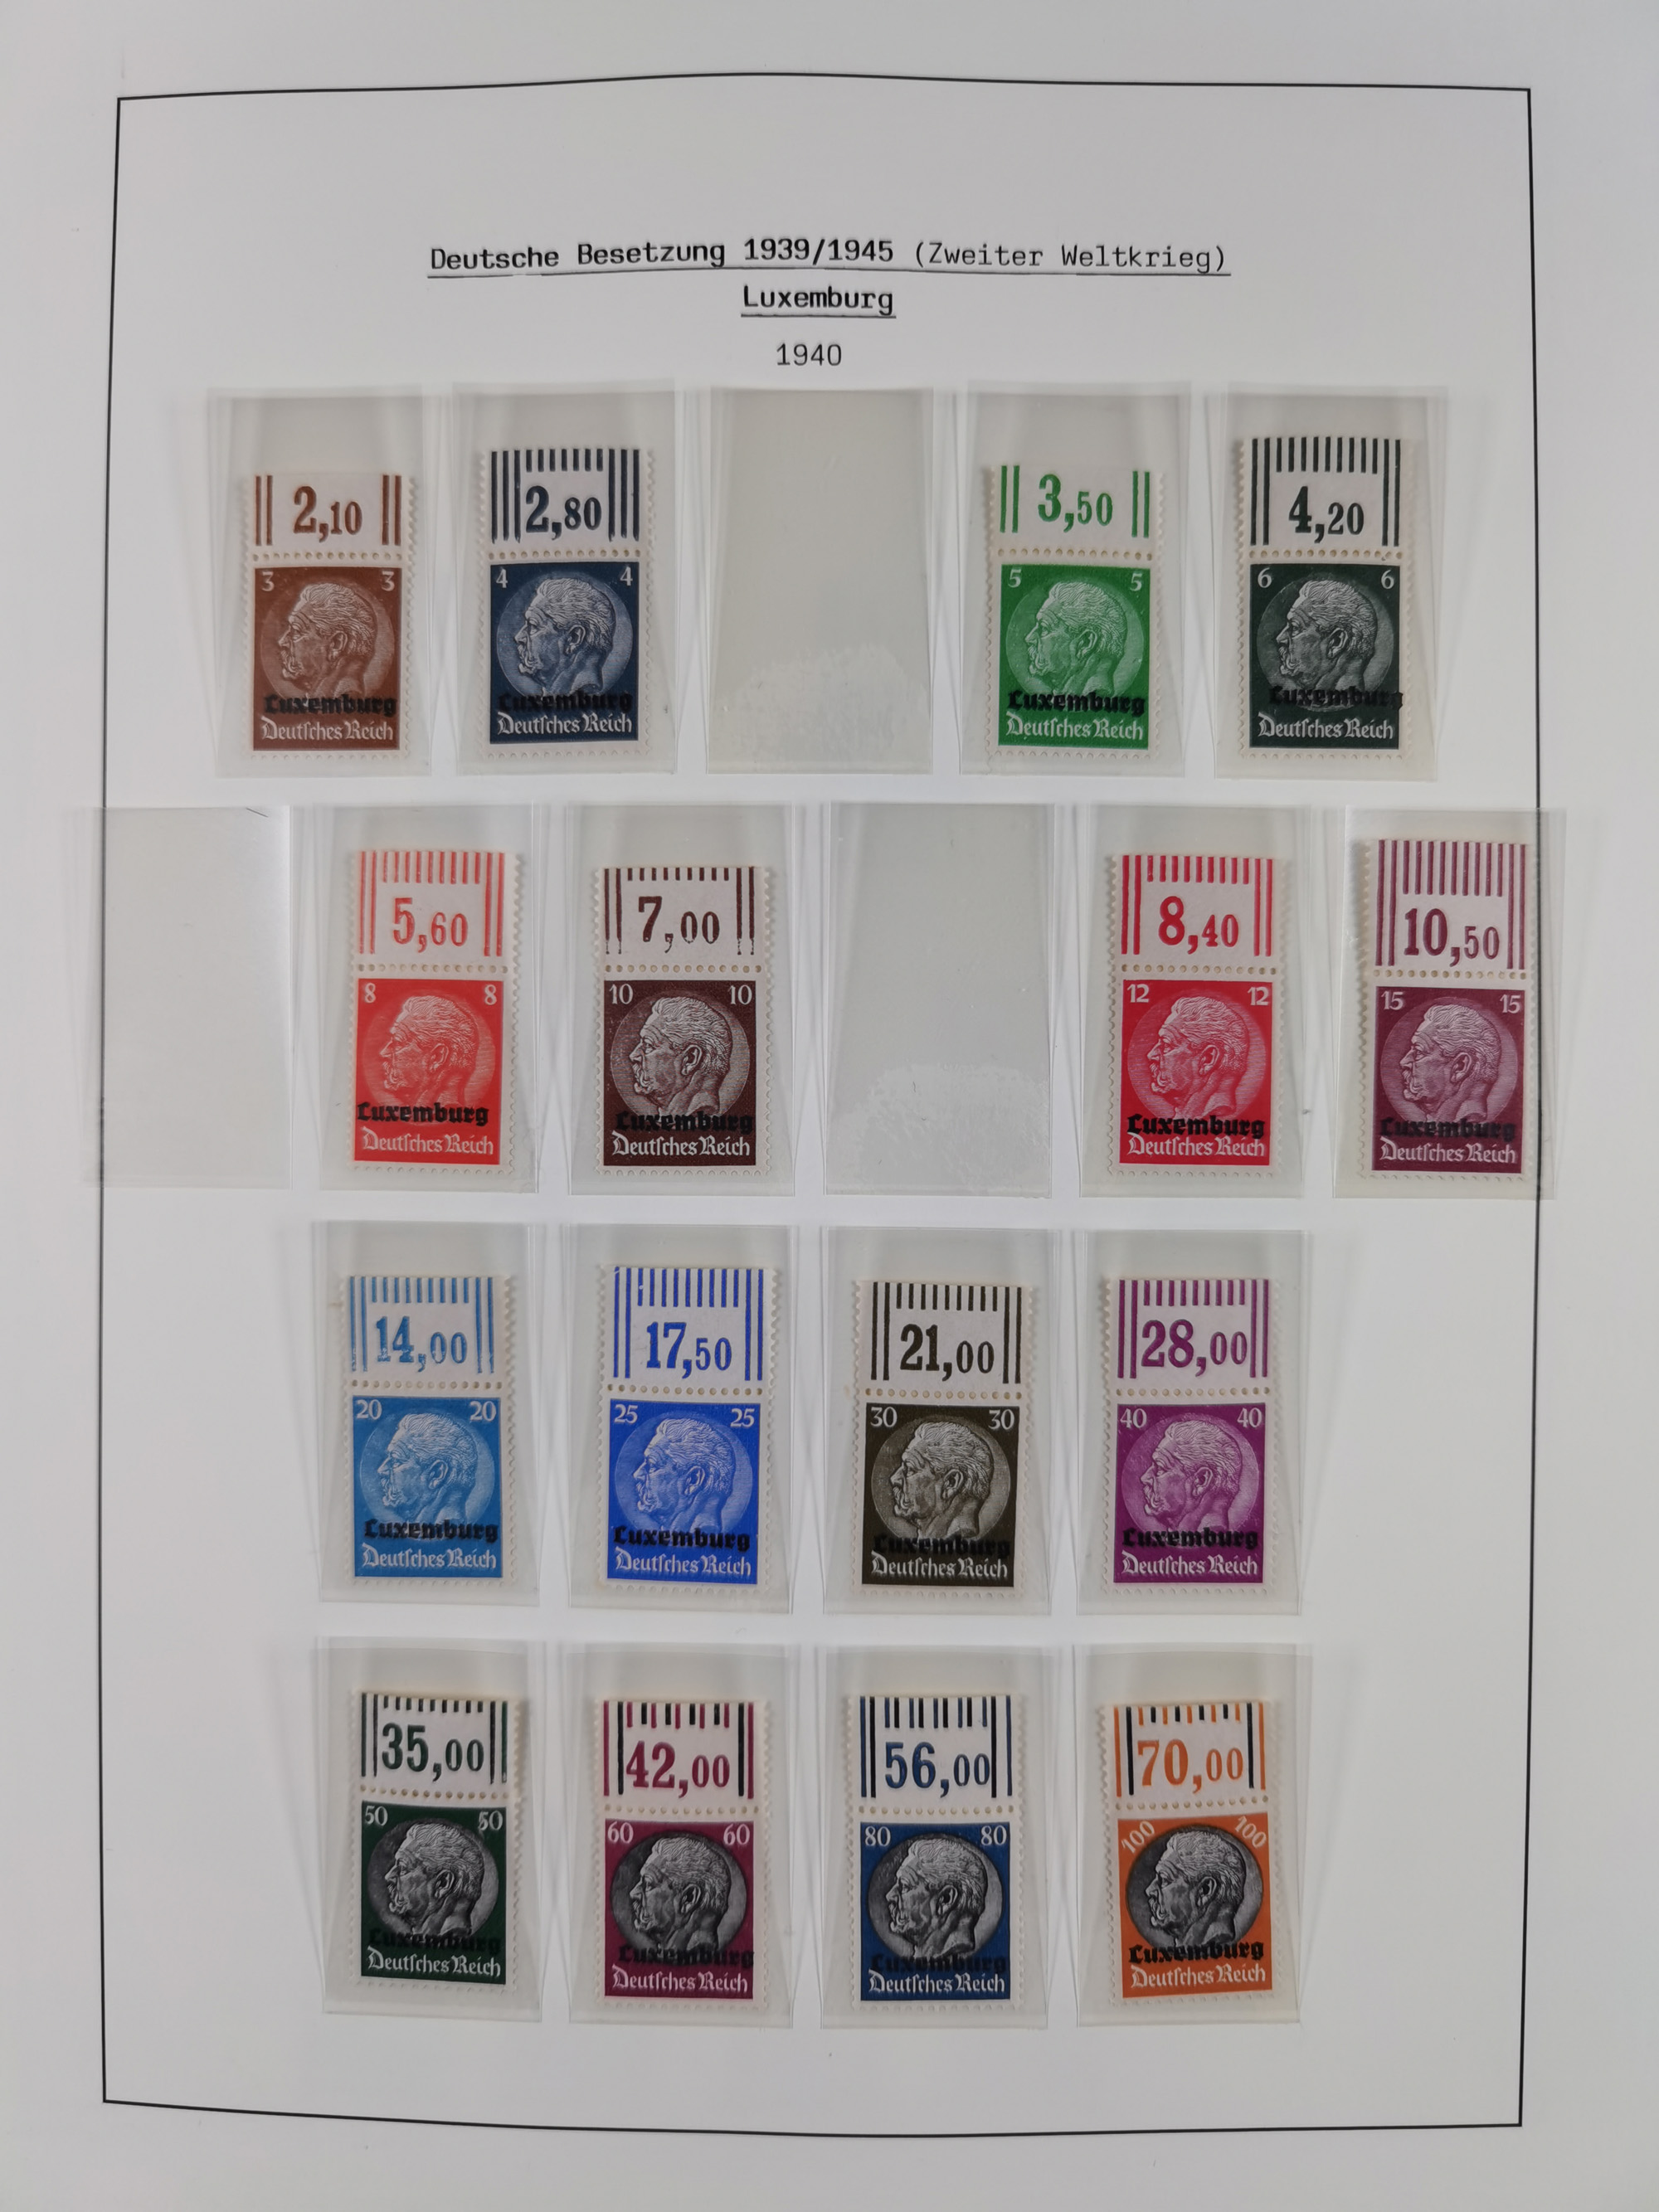 Deutsche Besetzung 1939/1945 (Zweiter Weltkrieg)
Luxemburg
1940
2,10
3 3
Luxemburg
Deutsches Reich
2,80
4 4
Luxemburg
Deutsches Reich
3,50
5 5
Luxemburg
Deutsches Reich
4,20
6 6
Luxemburg
Deutsches Reich
5,60
8 8
Luxemburg
Deutsches Reich
7,00
10 10
Luxemburg
Deutsches Reich
8,40
12 12
Luxemburg
Deutsches Reich
10,50
15 15
Luxemburg
Deutsches Reich
14,00
20 20
Luxemburg
Deutsches Reich
17,50
25 25
Luxemburg
Deutsches Reich
21,00
30 30
Luxemburg
Deutsches Reich
28,00
40 40
Luxemburg
Deutsches Reich
35,00
50 50
Luxemburg
Deutsches Reich
42,00
60 60
Luxemburg
Deutsches Reich
56,00
80 80
Luxemburg
Deutsches Reich
70,00
100 100
Luxemburg
Deutsches Reich